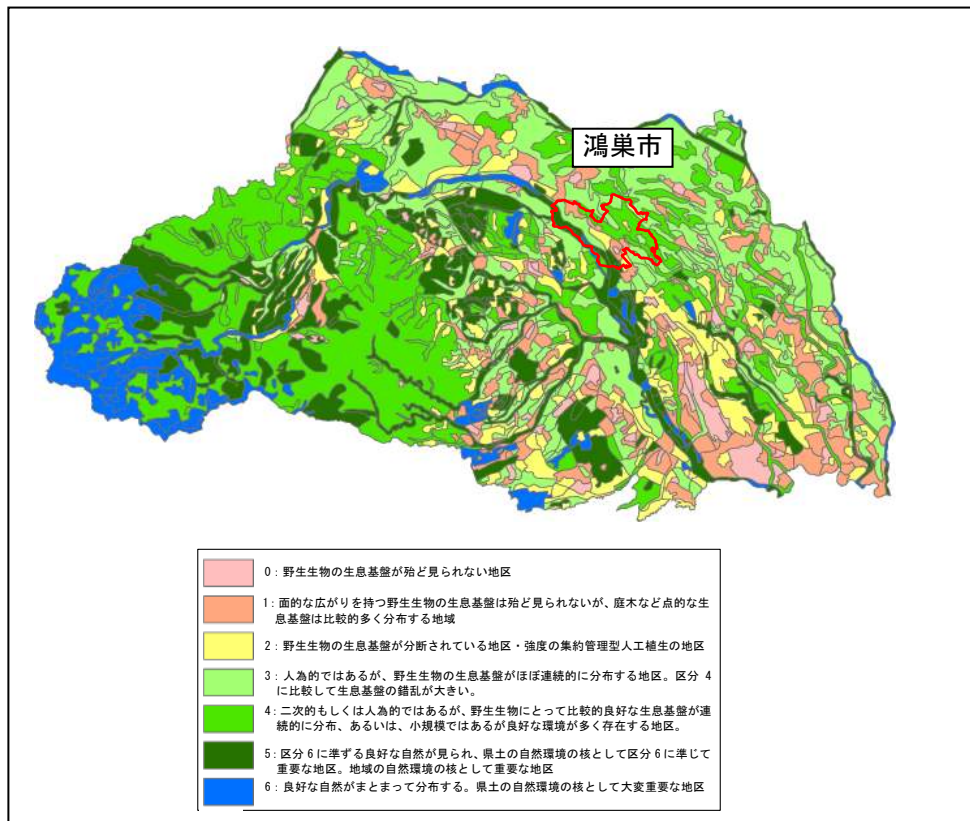 鴻巣市
0：野生生物の生息基盤が殆ど見られない地区
1：面的な広がりを持つ野生生物の生息基盤は殆ど見られないが、庭木など点的な生
息基盤は比較的多く分布する地域
2：野生生物の生息基盤が分断されている地区・強度の集約管理型人工植生の地区
3：人為的ではあるが、野生生物の生息基盤がほぼ連続的に分布する地区。区分 4
に比較して生息基盤の錯乱が大きい。
4：二次的もしくは人為的ではあるが、野生生物にとって比較的良好な生息基盤が連
続的に分布、あるいは、小規模ではあるが良好な環境が多く存在する地区。
5：区分 6 に準ずる良好な自然が見られ、県土の自然環境の核として区分 6 に準じて
重要な地区。地域の自然環境の核として重要な地区
6：良好な自然がまとまって分布する。県土の自然環境の核として大変重要な地区